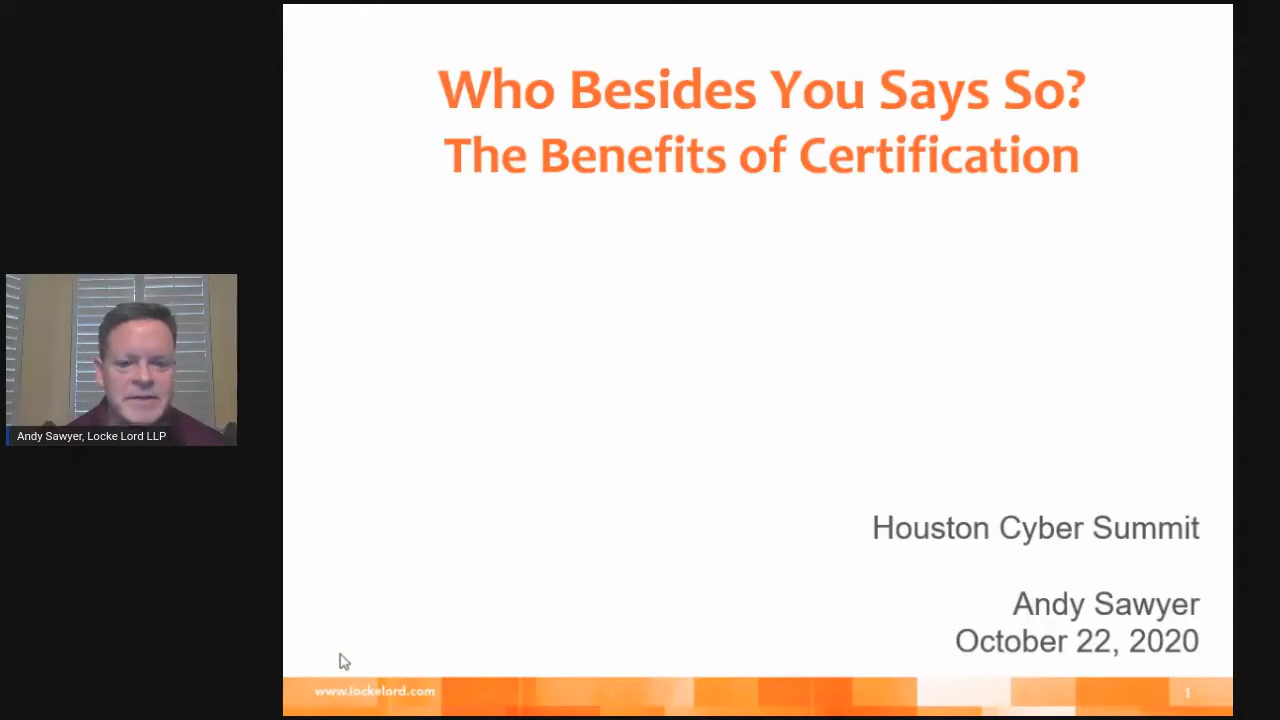 Who Besides You Says So?
The Benefits of Certification
Andy Sawyer, Locke Lord LLP
Houston Cyber Summit
Andy Sawyer
October 22, 2020
www.lockelord.com
1